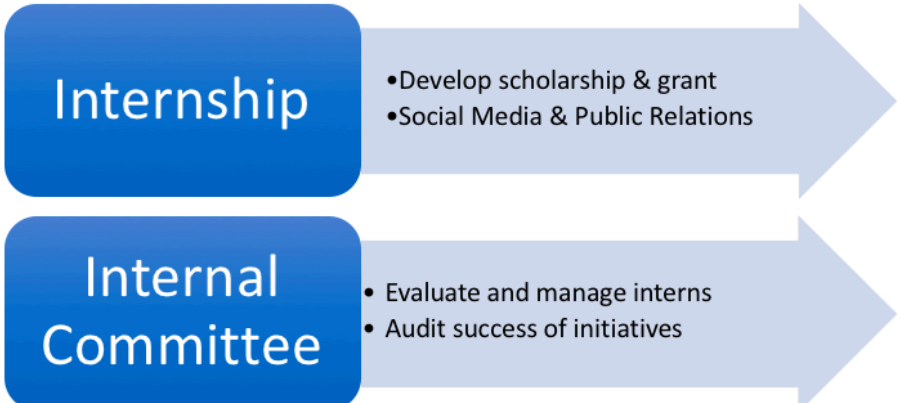 Internship
•Develop scholarship & grant
•Social Media & Public Relations
Internal
Committee
• Evaluate and manage interns
• Audit success of initiatives